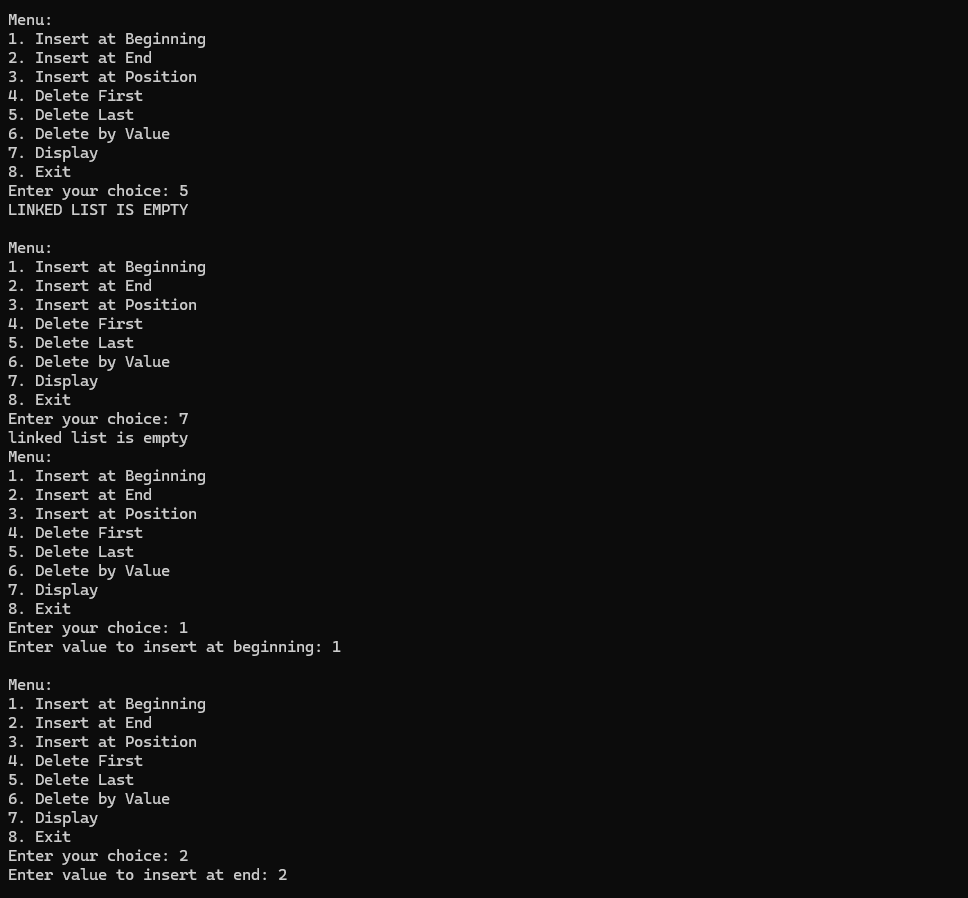 Menu:
1. Insert at Beginning
2. Insert at End
3. Insert at Position
4. Delete First
5. Delete Last
6. Delete by Value
7. Display
8. Exit
Enter your choice: 5
LINKED LIST IS EMPTY
Menu:
1. Insert at Beginning
2. Insert at End
3. Insert at Position
4. Delete First
5. Delete Last
6. Delete by Value
7. Display
8. Exit
Enter your choice: 7
linked list is empty
Menu:
1. Insert at Beginning
2. Insert at End
3. Insert at Position
4. Delete First
5. Delete Last
6. Delete by Value
7. Display
8. Exit
Enter your choice: 1
Enter value to insert at beginning: 1
Menu:
1. Insert at Beginning
2. Insert at End
3. Insert at Position
4. Delete First
5. Delete Last
6. Delete by Value
7. Display
8. Exit
Enter your choice: 2
Enter value to insert at end: 2